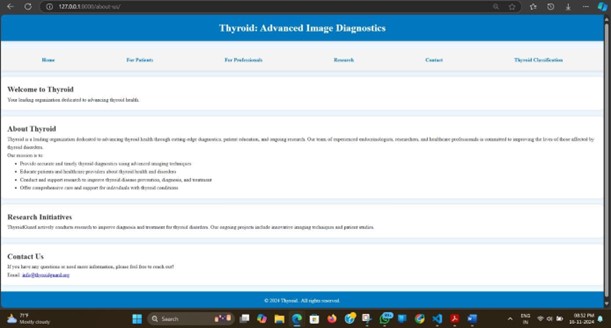 127.0.0.1:8000/about-us/
Thyroid: Advanced Image Diagnostics
Home For Patients For Professionals Research Contact Thyroid Classification
Welcome to Thyroid
Your leading organization dedicated to advancing thyroid health.
About Thyroid
Thyroid is a leading organization dedicated to advancing thyroid health through cutting-edge diagnostics, patient education, and ongoing research. Our team of experienced endocrinologists, researchers, and healthcare professionals is committed to improving the lives of those affected by
thyroid disorders.
Our mission is to:
Provide accurate and timely thyroid diagnostics using advanced imaging techniques
Educate patients and healthcare providers about thyroid health and disorders
Conduct and support research to improve thyroid disease prevention, diagnosis, and treatment
Offer comprehensive care and support for individuals with thyroid conditions
Research Initiatives
ThyroidGuard actively conducts research to improve diagnosis and treatment for thyroid disorders. Our ongoing projects include innovative imaging techniques and patient studies.
Contact Us
If you have any questions or need more information, please feel free to reach out!
Email: info@thyroidguard.org
© 2024 Thyroid. All rights reserved.
71°F
Mostly cloudy
Search
ENG
IN
08:52 PM
20-11-2024